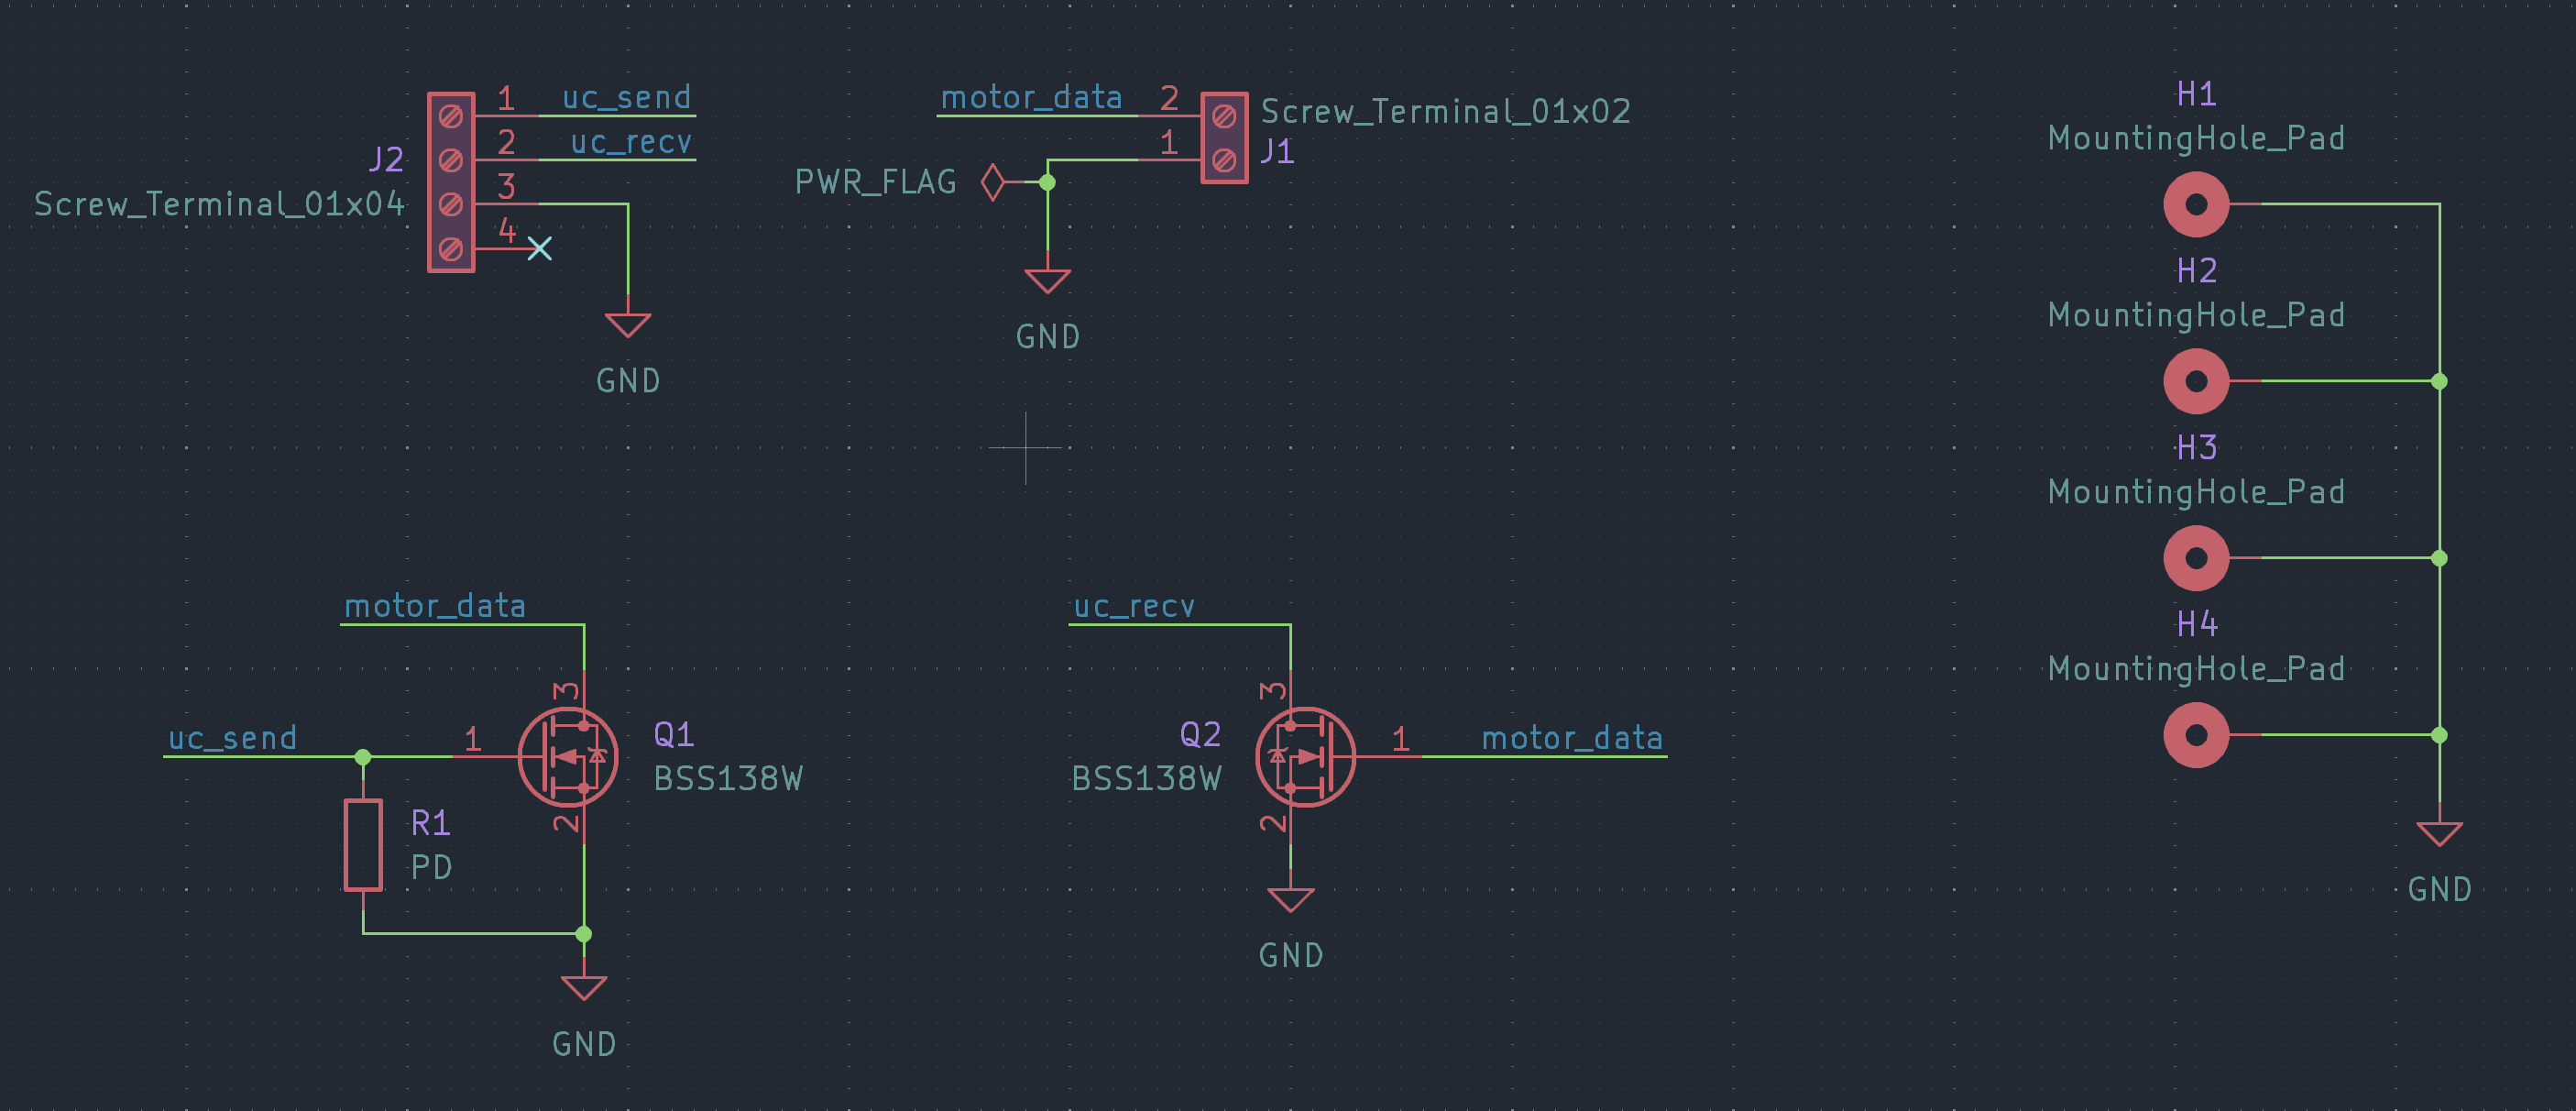 1 uc_send
2 uc_recv
J2
3
Screw_Terminal_01x04
4
GND
motor_data 2 Screw_Terminal_01x02
1 J1
PWR_FLAG
GND
H1
MountingHole_Pad
H2
MountingHole_Pad
H3
MountingHole_Pad
H4
MountingHole_Pad
GND
motor_data
3
uc_send 1 Q1
BSS138W
2
R1
PD
GND
uc_recv
3
Q2 1 motor_data
BSS138W
2
GND